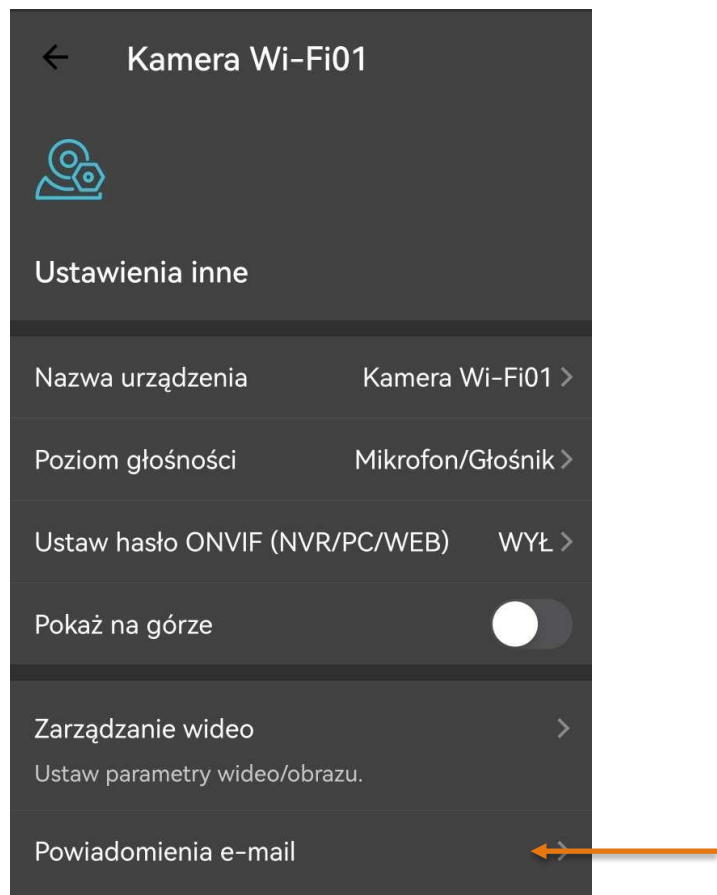 Kamera Wi-Fi01
Ustawienia inne
Nazwa urządzenia Kamera Wi-Fi01
Poziom głośności Mikrofon/Głośnik
Ustaw hasło ONVIF (NVR/PC/WEB) WYŁ
Pokaż na górze
Zarządzanie wideo
Ustaw parametry wideo/obrazu.
Powiadomienia e-mail